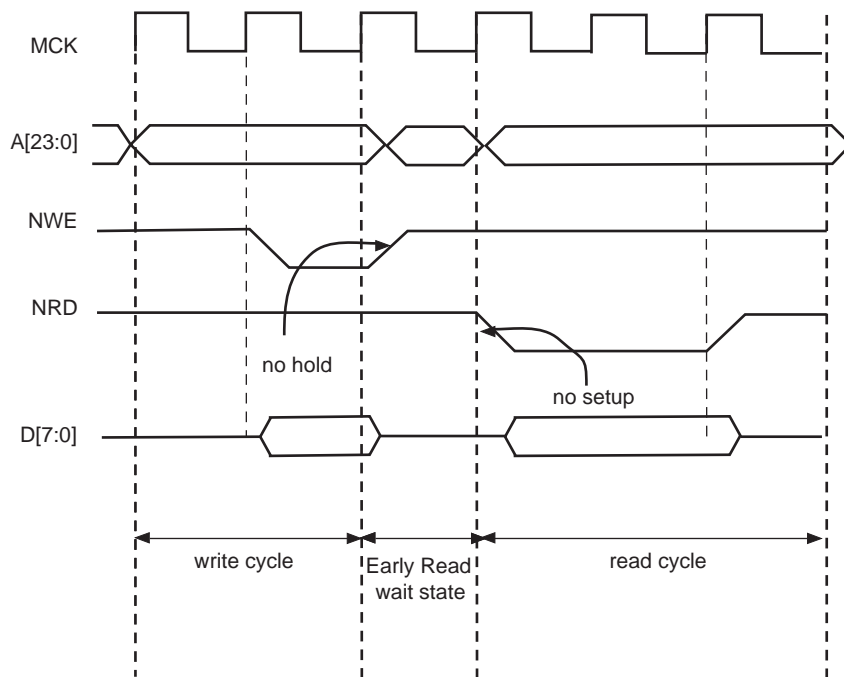 MCK
A[23:0]
NWE
NRD
no hold
no setup
D[7:0]
write cycle
Early Read
wait state
read cycle